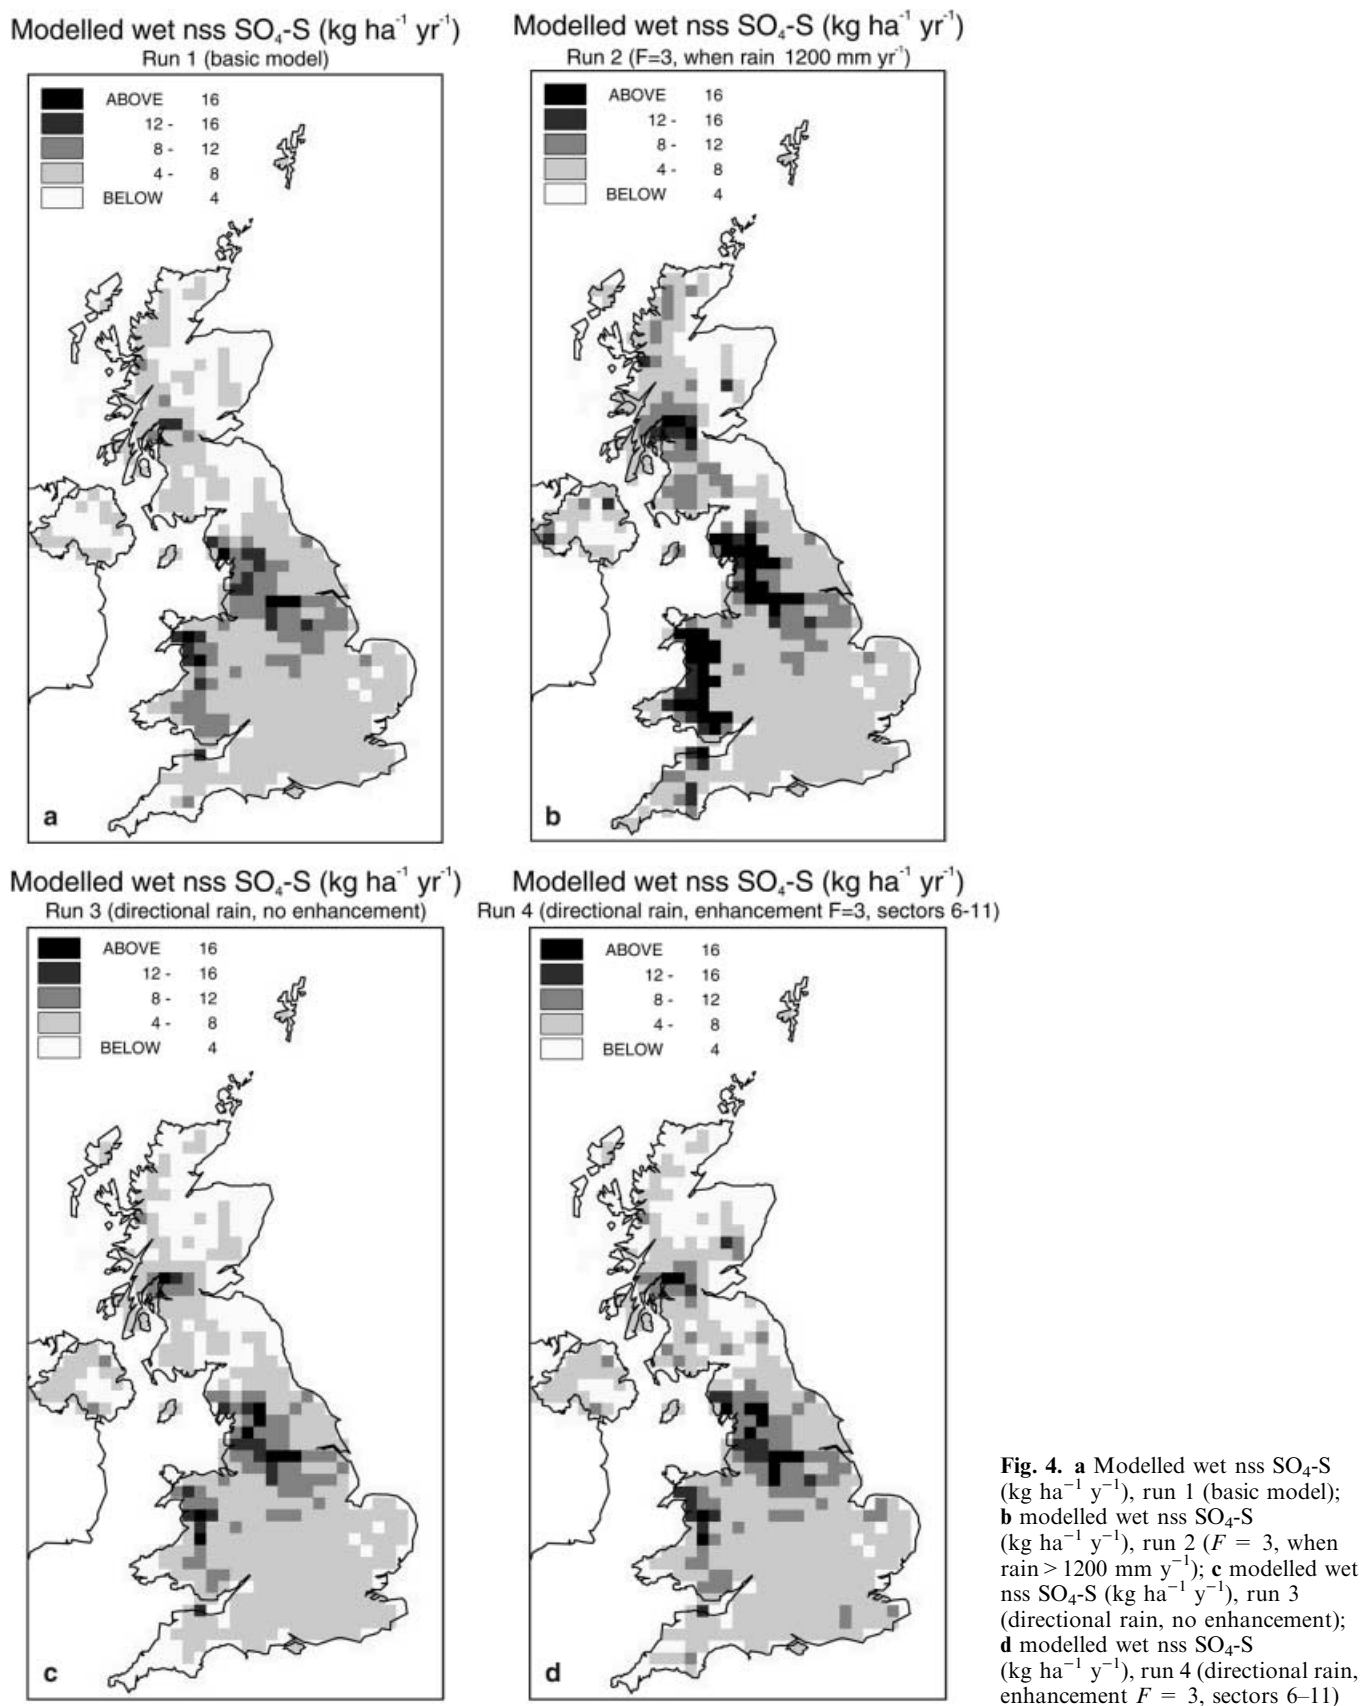 Modelled wet nss SO₄-S (kg ha⁻¹ yr⁻¹)
Run 1 (basic model)
ABOVE 16
12 - 16
8 - 12
4 - 8
BELOW 4
a
Modelled wet nss SO₄-S (kg ha⁻¹ yr⁻¹)
Run 2 (F=3, when rain 1200 mm yr⁻¹)
ABOVE 16
12 - 16
8 - 12
4 - 8
BELOW 4
b
Modelled wet nss SO₄-S (kg ha⁻¹ yr⁻¹)
Run 3 (directional rain, no enhancement)
ABOVE 16
12 - 16
8 - 12
4 - 8
BELOW 4
c
Modelled wet nss SO₄-S (kg ha⁻¹ yr⁻¹)
Run 4 (directional rain, enhancement F=3, sectors 6-11)
ABOVE 16
12 - 16
8 - 12
4 - 8
BELOW 4
d
Fig. 4. a Modelled wet nss SO₄-S
(kg ha⁻¹ y⁻¹), run 1 (basic model);
b modelled wet nss SO₄-S
(kg ha⁻¹ y⁻¹), run 2 (F = 3, when
rain > 1200 mm y⁻¹); c modelled wet
nss SO₄-S (kg ha⁻¹ y⁻¹), run 3
(directional rain, no enhancement);
d modelled wet nss SO₄-S
(kg ha⁻¹ y⁻¹), run 4 (directional rain,
enhancement F = 3, sectors 6–11)